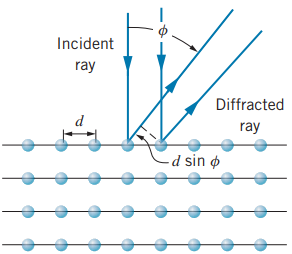 ϕ
Incident
ray
d
Diffracted
ray
d sin ϕ